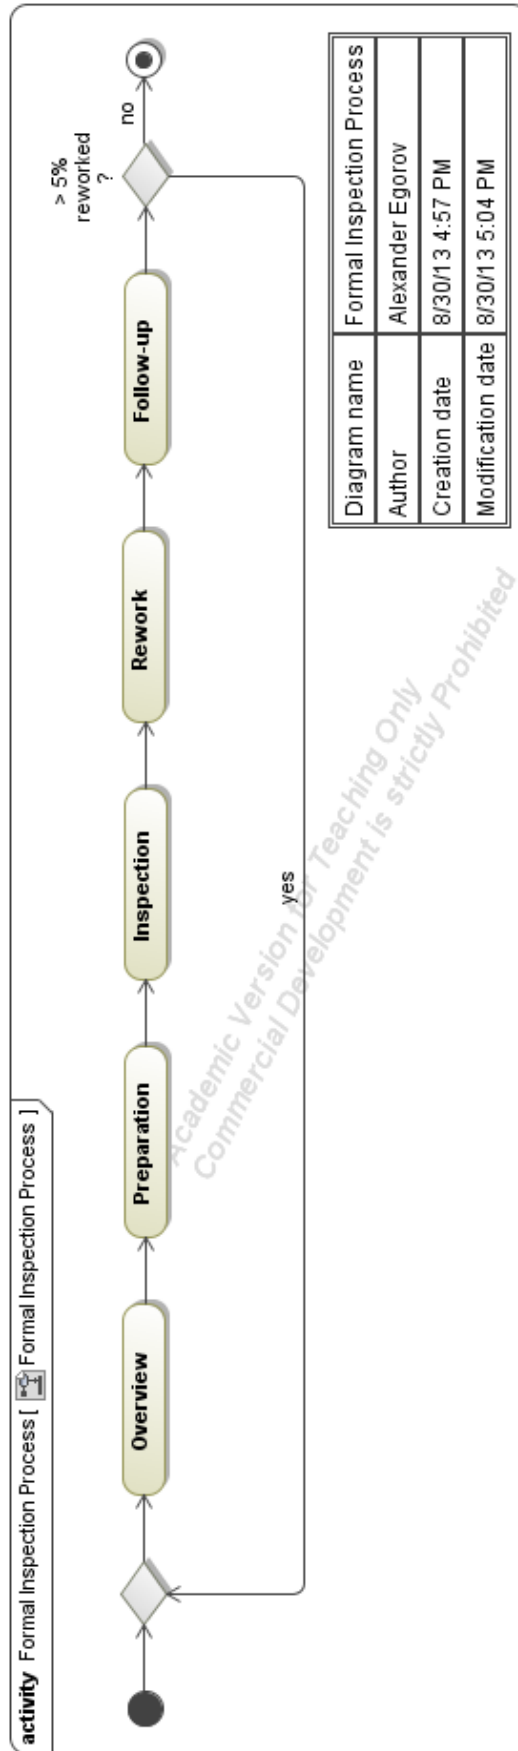 activity Formal Inspection Process [ Formal Inspection Process ]
> 5%
reworked
?
Overview
Preparation
Inspection
Rework
Follow-up
no
yes
Academic Version for Teaching Only
Commercial Development is strictly Prohibited
Diagram name Formal Inspection Process
Author Alexander Egorov
Creation date 8/30/13 4:57 PM
Modification date 8/30/13 5:04 PM